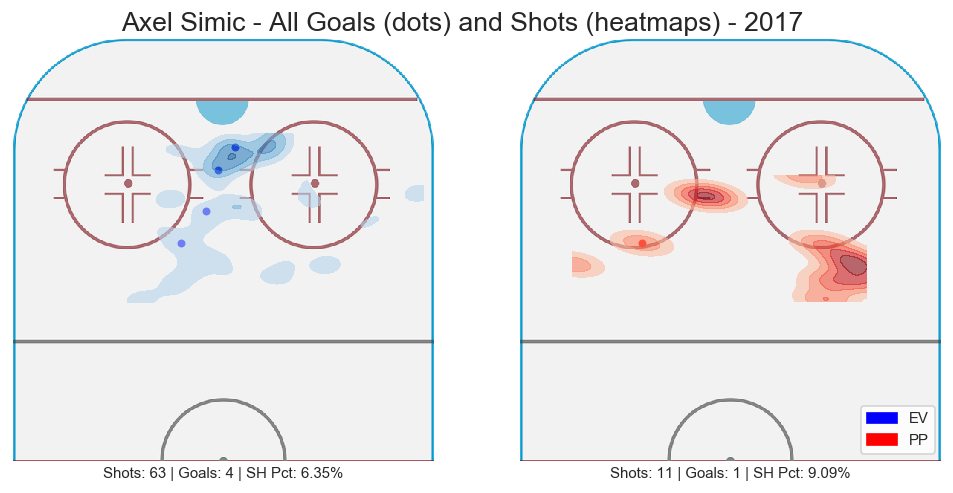 Axel Simic - All Goals (dots) and Shots (heatmaps) - 2017
EV
PP
Shots: 63 | Goals: 4 | SH Pct: 6.35%
Shots: 11 | Goals: 1 | SH Pct: 9.09%